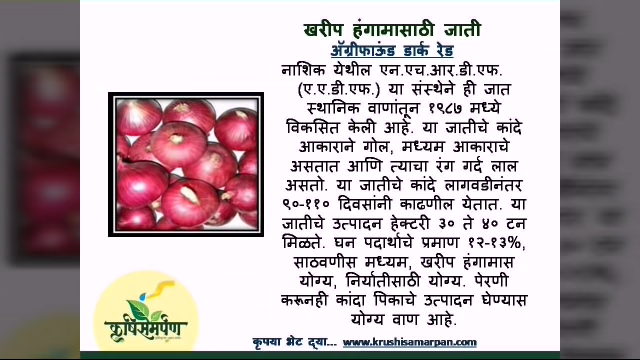 खरीप हंगामासाठी जाती
ॲग्रीफाऊंड डार्क रेड
नाशिक येथील एन.एच.आर.डी.एफ.
(ए.ए.डी.एफ.) या संस्थेने ही जात
स्थानिक वाणांतून १९८७ मध्ये
विकसित केली आहे. या जातीचे कांदे
आकाराने गोल, मध्यम आकाराचे
असतात आणि त्याचा रंग गर्द लाल
असतो. या जातीचे कांदे लागवडीनंतर
९०-११० दिवसांनी काढणील येतात. या
जातीचे उत्पादन हेक्टरी ३० ते ४० टन
मिळते. घन पदार्थाचे प्रमाण १२-१३%,
साठवणीस मध्यम, खरीप हंगामास
योग्य, निर्यातीसाठी योग्य. पेरणी
करूनही कांदा पिकाचे उत्पादन घेण्यास
योग्य वाण आहे.
कृषिसमर्पण
कृपया भेट द्या... www.krushisamarpan.com